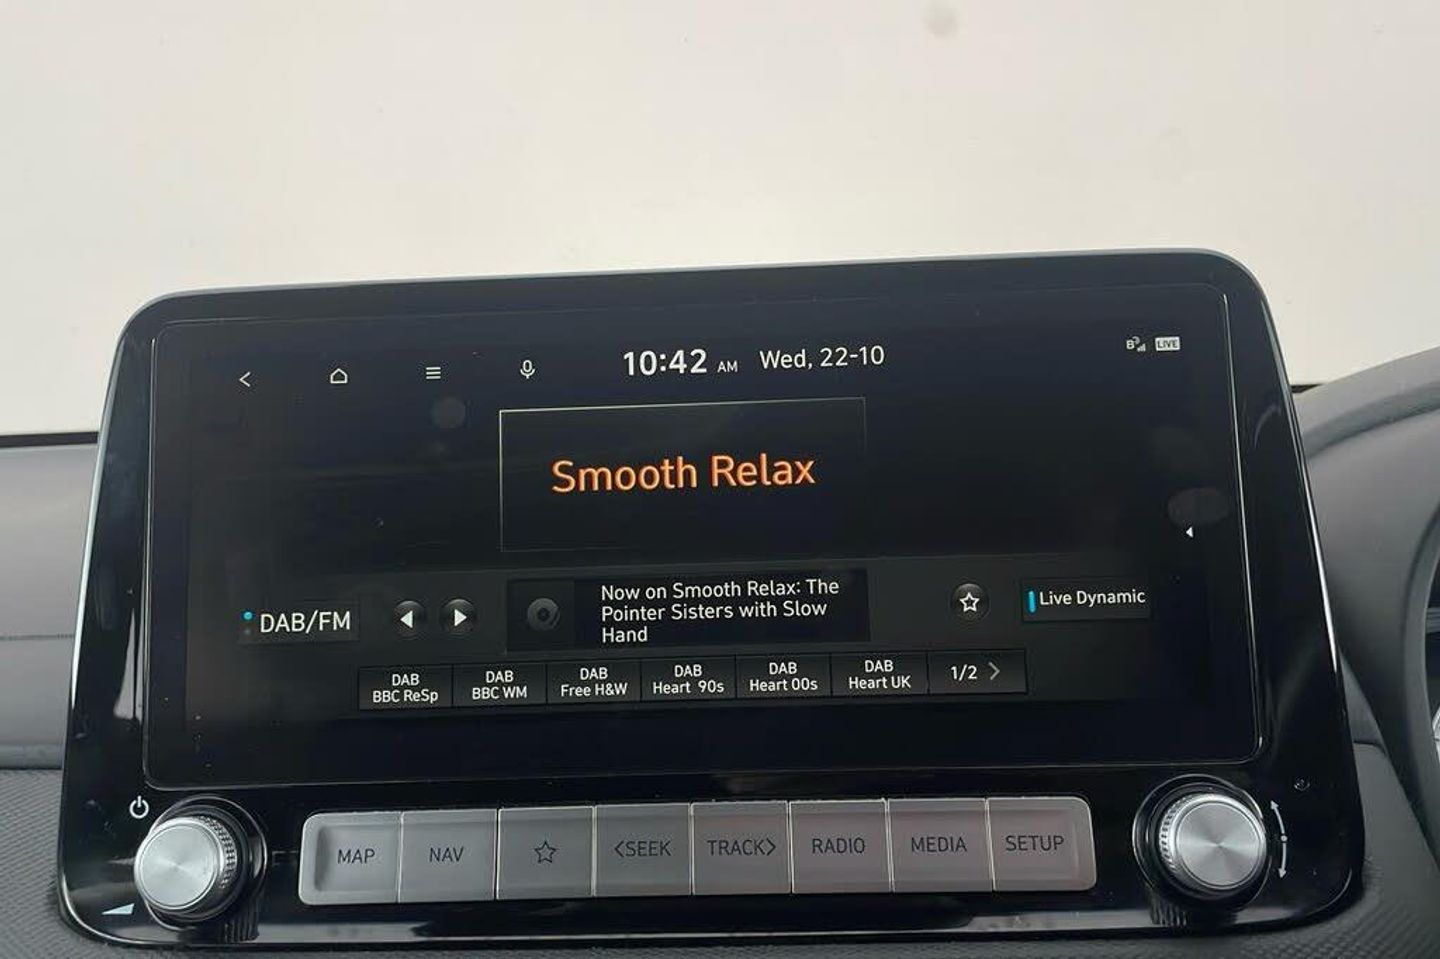 10:42 AM Wed, 22-10
LIVE
Smooth Relax
DAB/FM
Now on Smooth Relax: The
Pointer Sisters with Slow
Hand
Live Dynamic
DAB
BBC ReSp
DAB
BBC WM
DAB
Free H&W
DAB
Heart 90s
DAB
Heart 00s
DAB
Heart UK
1/2 >
MAP
NAV
<SEEK
TRACK>
RADIO
MEDIA
SETUP